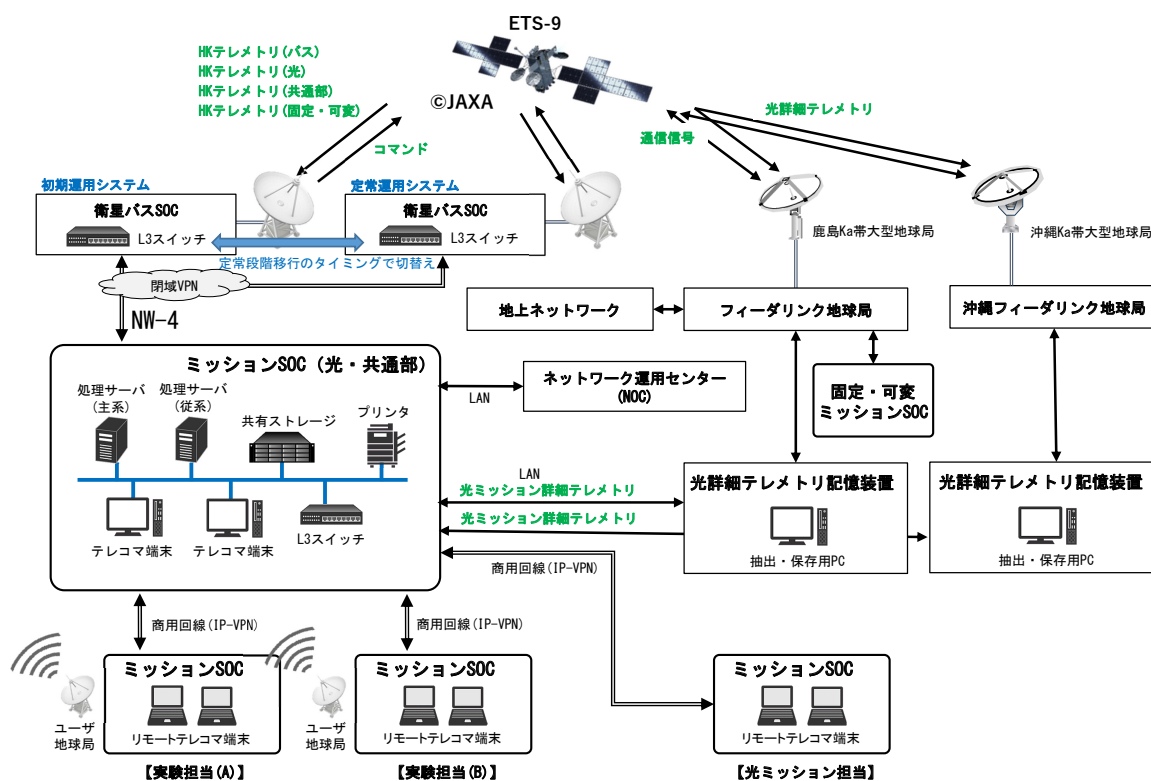 ETS-9
©JAXA
HKテレメトリ(バス)
HKテレメトリ(光)
HKテレメトリ(共通部)
HKテレメトリ(固定・可変)
コマンド
通信信号
光詳細テレメトリ
初期運用システム
衛星バスSOC
L3スイッチ
定常運用システム
衛星バスSOC
L3スイッチ
定常段階移行のタイミングで切替え
鹿島Ka帯大型地球局
沖縄Ka帯大型地球局
閉域VPN
NW-4
地上ネットワーク
フィーダリンク地球局
沖縄フィーダリンク地球局
ミッションSOC（光・共通部）
処理サーバ
(主系)
処理サーバ
(従系)
共有ストレージ
プリンタ
テレコマ端末
テレコマ端末
L3スイッチ
LAN
ネットワーク運用センター
(NOC)
固定・可変
ミッションSOC
LAN
光ミッション詳細テレメトリ
光ミッション詳細テレメトリ
光詳細テレメトリ記憶装置
抽出・保存用PC
光詳細テレメトリ記憶装置
抽出・保存用PC
商用回線(IP-VPN)
商用回線(IP-VPN)
商用回線(IP-VPN)
ユーザ
地球局
ミッションSOC
リモートテレコマ端末
【実験担当(A)】
ユーザ
地球局
ミッションSOC
リモートテレコマ端末
【実験担当(B)】
ミッションSOC
リモートテレコマ端末
【光ミッション担当】